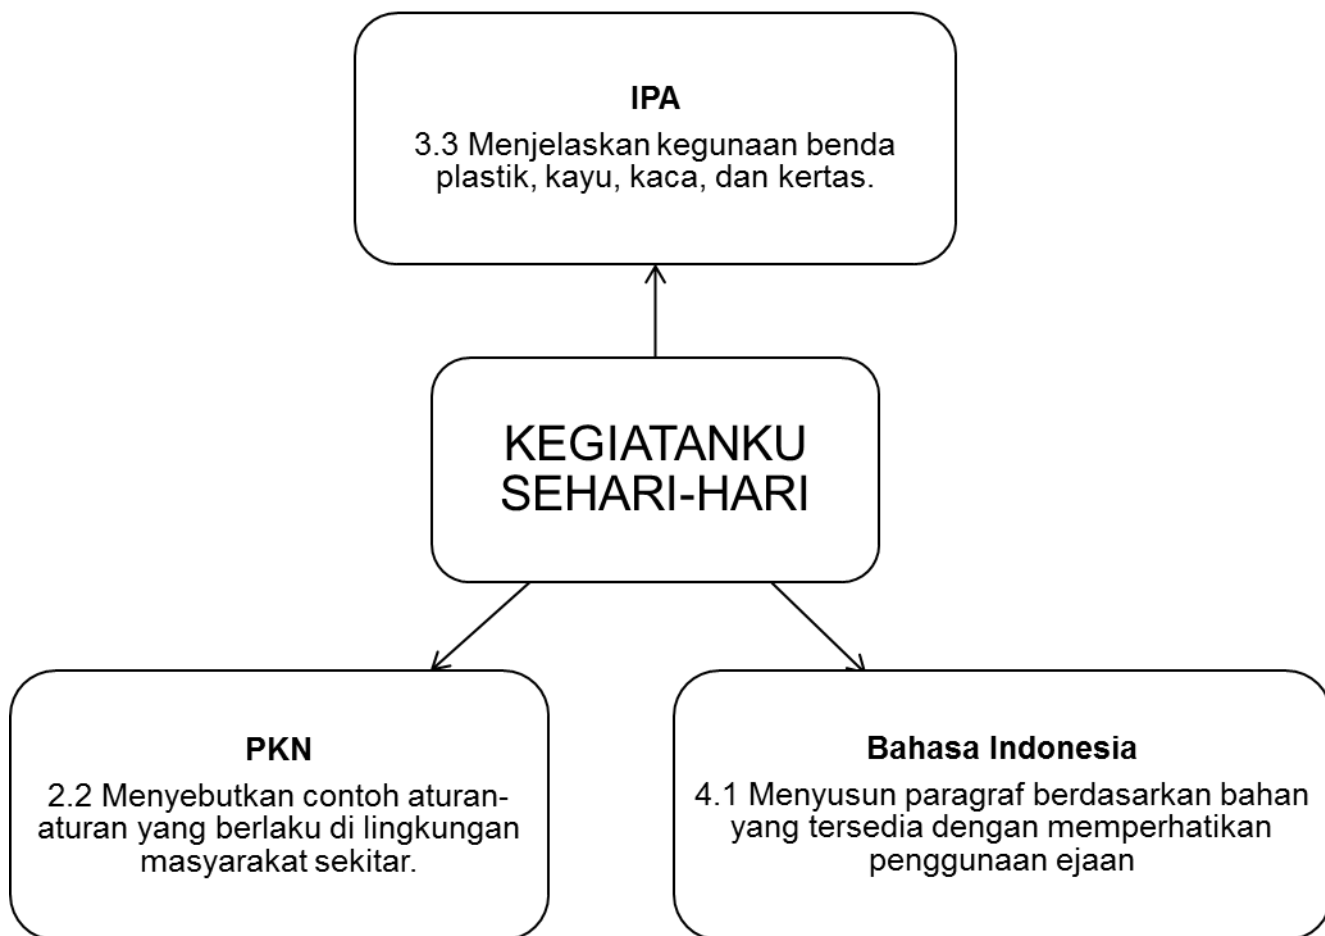 IPA
3.3 Menjelaskan kegunaan benda
plastik, kayu, kaca, dan kertas.
KEGIATANKU
SEHARI-HARI
PKN
2.2 Menyebutkan contoh aturan-
aturan yang berlaku di lingkungan
masyarakat sekitar.
Bahasa Indonesia
4.1 Menyusun paragraf berdasarkan bahan
yang tersedia dengan memperhatikan
penggunaan ejaan